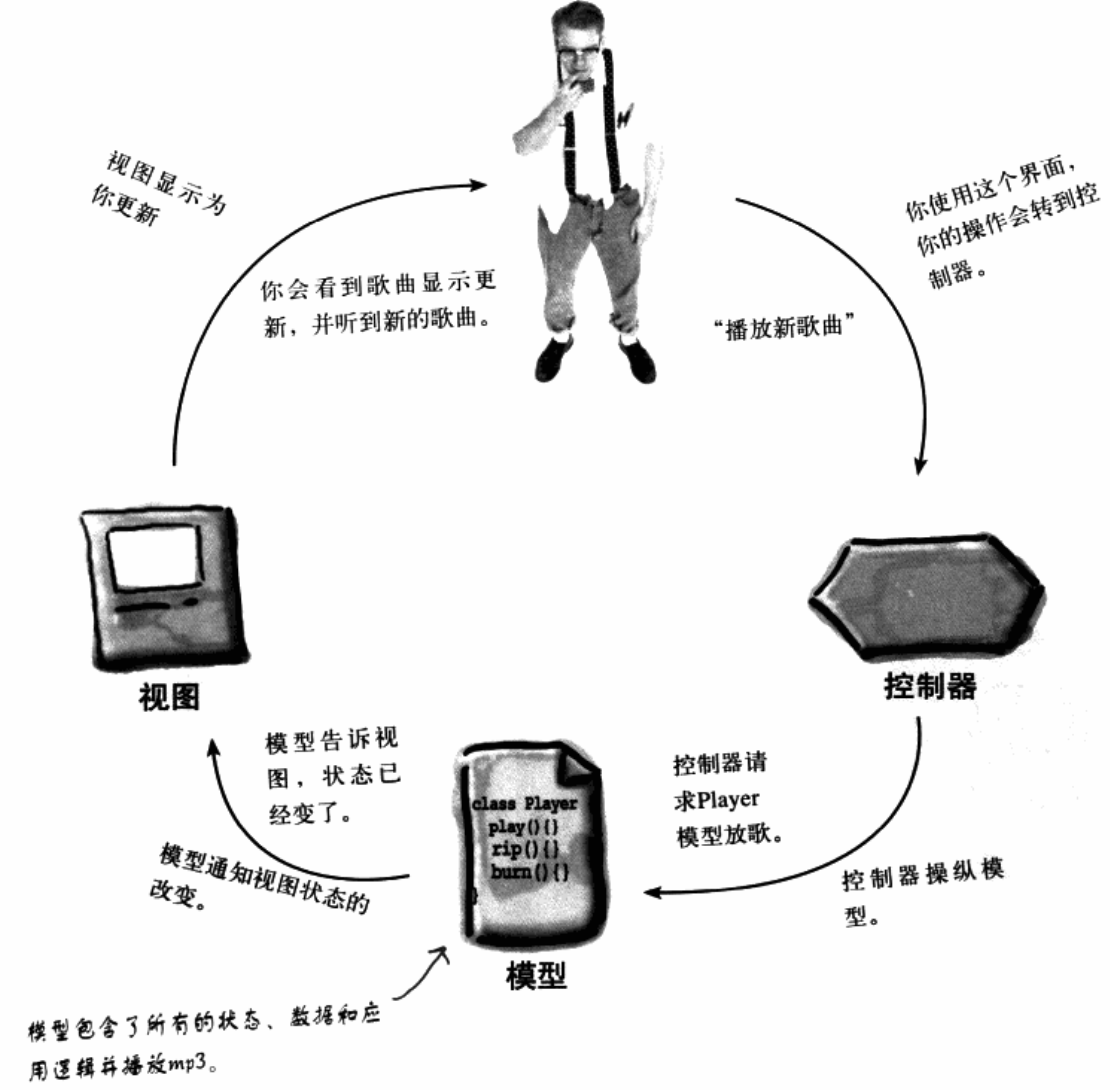 视图显示为
你更新
你会看到歌曲显示更
新，并听到新的歌曲。
你使用这个界面，
你的操作会转到控
制器。
“播放新歌曲”
视图
控制器
模型告诉视
图，状态已
经变了。
模型通知视图状态的
改变。
class Player {
play(){}
rip(){}
burn(){}
}
模型
控制器请
求Player
模型放歌。
控制器操纵模
型。
模型包含了所有的状态、数据和应
用逻辑并播放mp3。